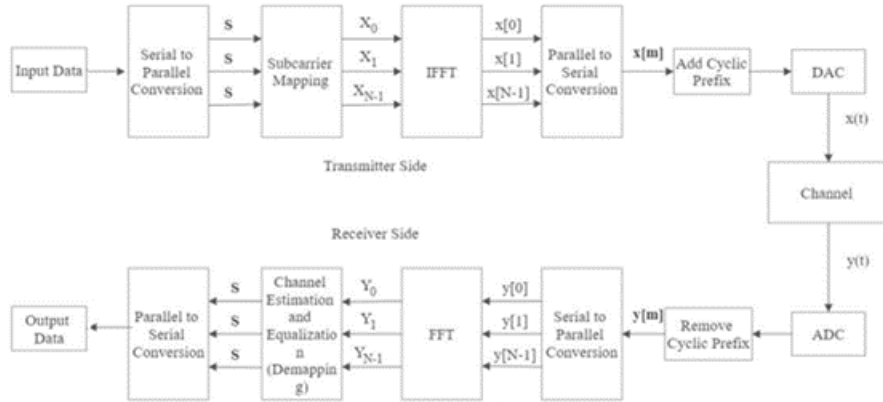 Input Data
Serial to
Parallel
Conversion
S
S
S
Subcarrier
Mapping
X0
X1
XN-1
IFFT
x[0]
x[1]
x[N-1]
Parallel to
Serial
Conversion
x[m]
Add Cyclic
Prefix
DAC
x(t)
Transmitter Side
Channel
Receiver Side
y(t)
Output
Data
Parallel to
Serial
Conversion
S
S
S
Channel
Estimation
and
Equalizatio
n
(Demappin
g)
Y0
Y1
YN-1
FFT
y[0]
y[1]
y[N-1]
Serial to
Parallel
Conversion
y[m]
Remove
Cyclic Prefix
ADC